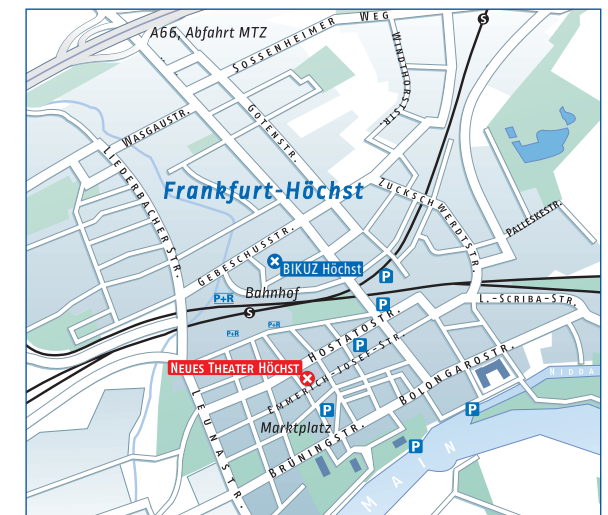 A66, Abfahrt MTZ
SOSSENHEIMER WEG
WINDTHORSTSTR.
S
WASGAUSTR.
GOTENSTR.
LIEDERBACHER STR.
Frankfurt-Höchst
ZUCKSCHWERDTSTR.
PALLESKESTR.
GEBESCHUSSTR.
BIKUZ Höchst
P
P+R
Bahnhof
P
L.-SCRIBA-STR.
S
P+R
P+R
HOSTATOSTR.
P
NEUES THEATER HÖCHST
EMMERICH-JOSEF-STR.
BOLONGAROSTR.
NIDDA
LEUNASTR.
P
P
Marktplatz
BRÜNINGSTR.
P
MAIN